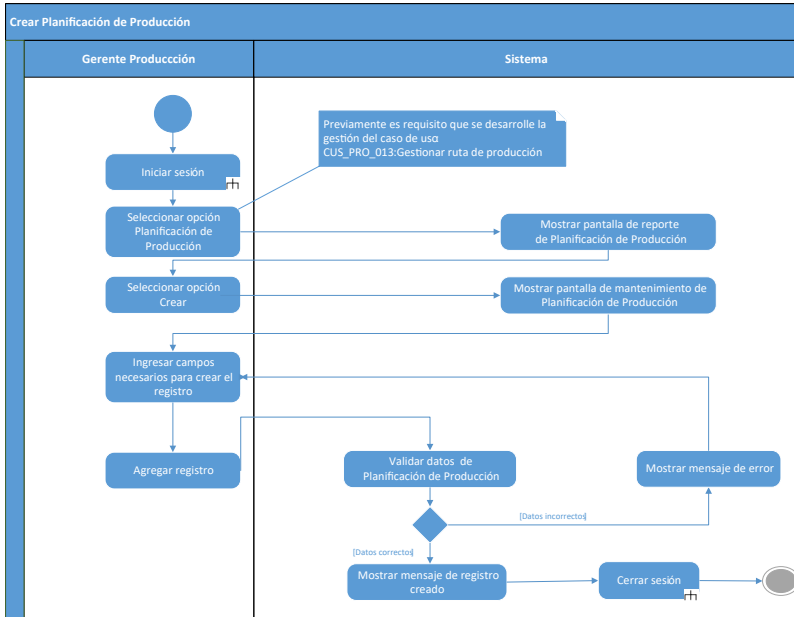 Crear Planificación de Producción
Gerente Produccción
Sistema
Previamente es requisito que se desarrolle la
gestión del caso de uso
CUS_PRO_013:Gestionar ruta de producción
Iniciar sesión
Seleccionar opción
Planificación de
Producción
Mostrar pantalla de reporte
de Planificación de Producción
Seleccionar opción
Crear
Mostrar pantalla de mantenimiento de
Planificación de Producción
Ingresar campos
necesarios para crear el
registro
Agregar registro
Validar datos de
Planificación de Producción
Mostrar mensaje de error
[Datos incorrectos]
[Datos correctos]
Mostrar mensaje de registro
creado
Cerrar sesión